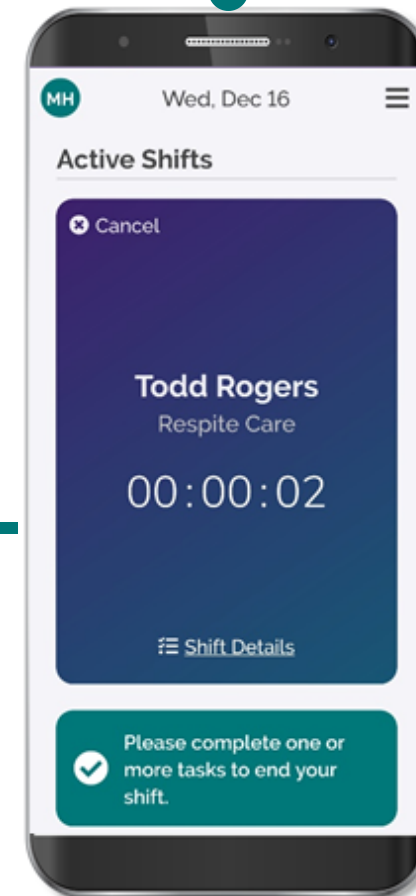 MH
Wed, Dec 16
Active Shifts
Cancel
Todd Rogers
Respite Care
00:00:02
Shift Details
Please complete one or
more tasks to end your
shift.